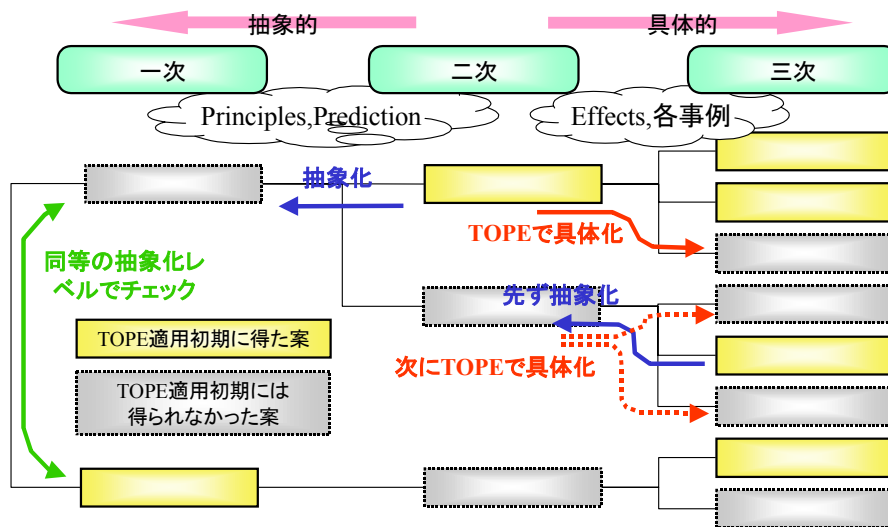 抽象的
具体的
一次
二次
三次
Principles,Prediction
Effects,各事例
抽象化
TOPEで具体化
同等の抽象化レ
ベルでチェック
先ず抽象化
TOPE適用初期に得た案
次にTOPEで具体化
TOPE適用初期には
得られなかった案